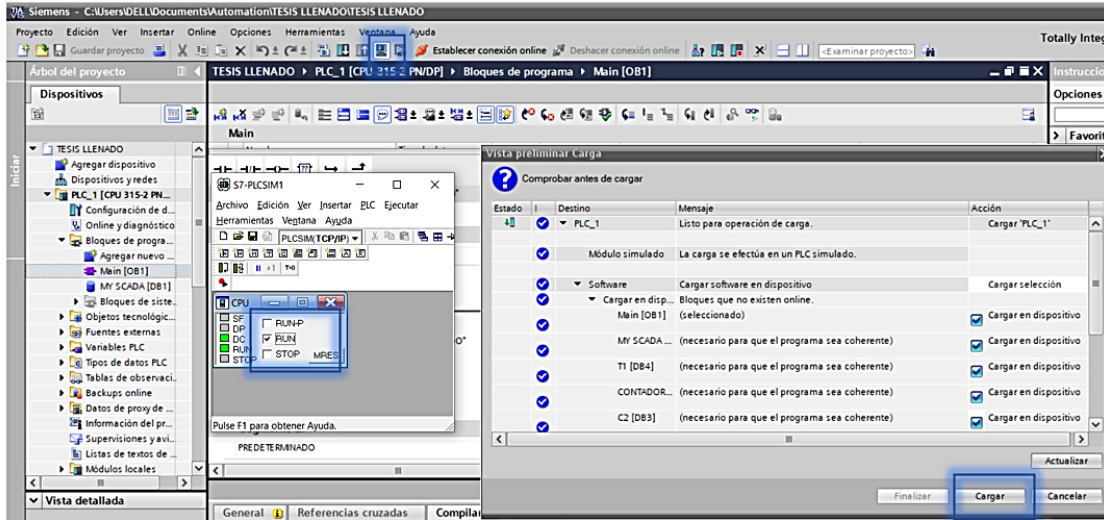 Siemens - C:\Users\DELL\Documents\Automation\TESIS LLENADO\TESIS LLENADO
Proyecto Edición Ver Insertar Online Opciones Herramientas Ventana Ayuda
Guardar proyecto Establecer conexión online Deshacer conexión online <Examinar proyecto>
Totally Integ
Árbol del proyecto
TESIS LLENADO PLC_1 [CPU 315-2 PN/DP] Bloques de programa Main [OB1]
Instruccio
Dispositivos
Opciones
Main
Favorit
Iniciar
TESIS LLENADO
Agregar dispositivo
Dispositivos y redes
PLC_1 [CPU 315-2 PN...
Configuración de d...
Online y diagnóstico
Bloques de progra...
Agregar nuevo ...
Main [OB1]
MY SCADA [DB1]
Bloques de siste..
Objetos tecnológic...
Fuentes externas
Variables PLC
Tipos de datos PLC
Tablas de observaci..
Backups online
Datos de proxy de ...
Información del pr...
Supervisiones y avi..
Listas de textos de ...
Módulos locales
Vista detallada
S7-PLCSIM1
Archivo Edición Ver Insertar PLC Ejecutar
Herramientas Ventana Ayuda
PLCSIM(TCP/IP)
CPU
SF
DP
DC
RUN
STOP
RUN-P
RUN
STOP MRES
Pulse F1 para obtener Ayuda.
PREDETERMINADO
General Referencias cruzadas Compilar
Vista preliminar Carga
Comprobar antes de cargar
Estado ! Destino Mensaje Acción
PLC_1 Listo para operación de carga. Cargar 'PLC_1'
Módulo simulado La carga se efectúa en un PLC simulado.
Software Cargar software en dispositivo Cargar selección
Cargar en disp... Bloques que no existen online.
Main [OB1] (seleccionado) Cargar en dispositivo
MY SCADA ... (necesario para que el programa sea coherente) Cargar en dispositivo
T1 [DB4] (necesario para que el programa sea coherente) Cargar en dispositivo
CONTADOR... (necesario para que el programa sea coherente) Cargar en dispositivo
C2 [DB3] (necesario para que el programa sea coherente) Cargar en dispositivo
Actualizar
Finalizar Cargar Cancelar